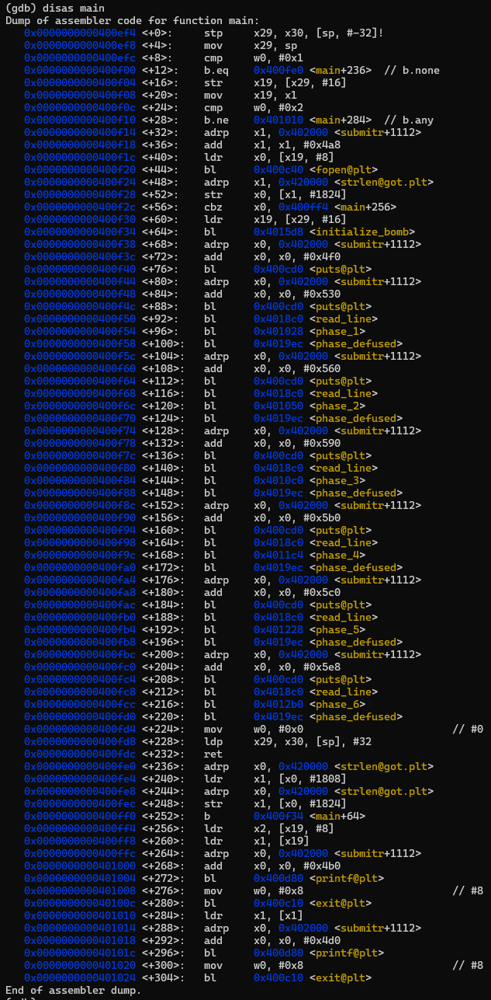 (gdb) disas main
Dump of assembler code for function main:
   0x0000000000400ef4 <+0>:     stp     x29, x30, [sp, #-32]!
   0x0000000000400ef8 <+4>:     mov     x29, sp
   0x0000000000400efc <+8>:     cmp     w0, #0x1
   0x0000000000400f00 <+12>:    b.eq    0x400fe0 <main+236>  // b.none
   0x0000000000400f04 <+16>:    str     x19, [x29, #16]
   0x0000000000400f08 <+20>:    mov     x19, x1
   0x0000000000400f0c <+24>:    cmp     w0, #0x2
   0x0000000000400f10 <+28>:    b.ne    0x401010 <main+284>  // b.any
   0x0000000000400f14 <+32>:    adrp    x1, 0x402000 <submitr+1112>
   0x0000000000400f18 <+36>:    add     x1, x1, #0x4a8
   0x0000000000400f1c <+40>:    ldr     x0, [x19, #8]
   0x0000000000400f20 <+44>:    bl      0x400c40 <fopen@plt>
   0x0000000000400f24 <+48>:    adrp    x1, 0x420000 <strlen@got.plt>
   0x0000000000400f28 <+52>:    str     x0, [x1, #1824]
   0x0000000000400f2c <+56>:    cbz     x0, 0x400ff4 <main+256>
   0x0000000000400f30 <+60>:    ldr     x19, [x29, #16]
   0x0000000000400f34 <+64>:    bl      0x4015d8 <initialize_bomb>
   0x0000000000400f38 <+68>:    adrp    x0, 0x402000 <submitr+1112>
   0x0000000000400f3c <+72>:    add     x0, x0, #0x4f0
   0x0000000000400f40 <+76>:    bl      0x400cd0 <puts@plt>
   0x0000000000400f44 <+80>:    adrp    x0, 0x402000 <submitr+1112>
   0x0000000000400f48 <+84>:    add     x0, x0, #0x530
   0x0000000000400f4c <+88>:    bl      0x400cd0 <puts@plt>
   0x0000000000400f50 <+92>:    bl      0x4018c0 <read_line>
   0x0000000000400f54 <+96>:    bl      0x401028 <phase_1>
   0x0000000000400f58 <+100>:   bl      0x4019ec <phase_defused>
   0x0000000000400f5c <+104>:   adrp    x0, 0x402000 <submitr+1112>
   0x0000000000400f60 <+108>:   add     x0, x0, #0x560
   0x0000000000400f64 <+112>:   bl      0x400cd0 <puts@plt>
   0x0000000000400f68 <+116>:   bl      0x4018c0 <read_line>
   0x0000000000400f6c <+120>:   bl      0x401050 <phase_2>
   0x0000000000400f70 <+124>:   bl      0x4019ec <phase_defused>
   0x0000000000400f74 <+128>:   adrp    x0, 0x402000 <submitr+1112>
   0x0000000000400f78 <+132>:   add     x0, x0, #0x590
   0x0000000000400f7c <+136>:   bl      0x400cd0 <puts@plt>
   0x0000000000400f80 <+140>:   bl      0x4018c0 <read_line>
   0x0000000000400f84 <+144>:   bl      0x4010c0 <phase_3>
   0x0000000000400f88 <+148>:   bl      0x4019ec <phase_defused>
   0x0000000000400f8c <+152>:   adrp    x0, 0x402000 <submitr+1112>
   0x0000000000400f90 <+156>:   add     x0, x0, #0x5b0
   0x0000000000400f94 <+160>:   bl      0x400cd0 <puts@plt>
   0x0000000000400f98 <+164>:   bl      0x4018c0 <read_line>
   0x0000000000400f9c <+168>:   bl      0x4011c4 <phase_4>
   0x0000000000400fa0 <+172>:   bl      0x4019ec <phase_defused>
   0x0000000000400fa4 <+176>:   adrp    x0, 0x402000 <submitr+1112>
   0x0000000000400fa8 <+180>:   add     x0, x0, #0x5c0
   0x0000000000400fac <+184>:   bl      0x400cd0 <puts@plt>
   0x0000000000400fb0 <+188>:   bl      0x4018c0 <read_line>
   0x0000000000400fb4 <+192>:   bl      0x401228 <phase_5>
   0x0000000000400fb8 <+196>:   bl      0x4019ec <phase_defused>
   0x0000000000400fbc <+200>:   adrp    x0, 0x402000 <submitr+1112>
   0x0000000000400fc0 <+204>:   add     x0, x0, #0x5e8
   0x0000000000400fc4 <+208>:   bl      0x400cd0 <puts@plt>
   0x0000000000400fc8 <+212>:   bl      0x4018c0 <read_line>
   0x0000000000400fcc <+216>:   bl      0x4012b0 <phase_6>
   0x0000000000400fd0 <+220>:   bl      0x4019ec <phase_defused>
   0x0000000000400fd4 <+224>:   mov     w0, #0x0                        // #0
   0x0000000000400fd8 <+228>:   ldp     x29, x30, [sp], #32
   0x0000000000400fdc <+232>:   ret
   0x0000000000400fe0 <+236>:   adrp    x0, 0x420000 <strlen@got.plt>
   0x0000000000400fe4 <+240>:   ldr     x1, [x0, #1808]
   0x0000000000400fe8 <+244>:   adrp    x0, 0x420000 <strlen@got.plt>
   0x0000000000400fec <+248>:   str     x1, [x0, #1824]
   0x0000000000400ff0 <+252>:   b       0x400f34 <main+64>
   0x0000000000400ff4 <+256>:   ldr     x2, [x19, #8]
   0x0000000000400ff8 <+260>:   ldr     x1, [x19]
   0x0000000000400ffc <+264>:   adrp    x0, 0x402000 <submitr+1112>
   0x0000000000401000 <+268>:   add     x0, x0, #0x4b0
   0x0000000000401004 <+272>:   bl      0x400d80 <printf@plt>
   0x0000000000401008 <+276>:   mov     w0, #0x8                        // #8
   0x000000000040100c <+280>:   bl      0x400c10 <exit@plt>
   0x0000000000401010 <+284>:   ldr     x1, [x1]
   0x0000000000401014 <+288>:   adrp    x0, 0x402000 <submitr+1112>
   0x0000000000401018 <+292>:   add     x0, x0, #0x4d0
   0x000000000040101c <+296>:   bl      0x400d80 <printf@plt>
   0x0000000000401020 <+300>:   mov     w0, #0x8                        // #8
   0x0000000000401024 <+304>:   bl      0x400c10 <exit@plt>
End of assembler dump.